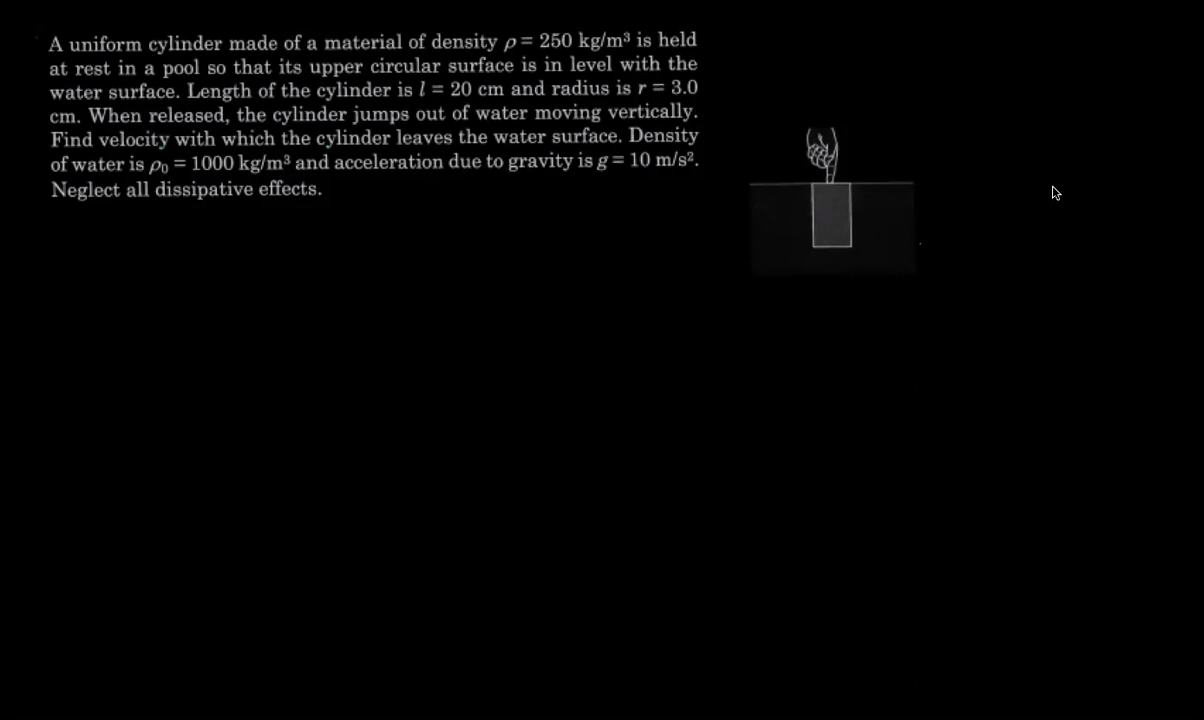 A uniform cylinder made of a material of density ρ = 250 kg/m³ is held
at rest in a pool so that its upper circular surface is in level with the
water surface. Length of the cylinder is l = 20 cm and radius is r = 3.0
cm. When released, the cylinder jumps out of water moving vertically.
Find velocity with which the cylinder leaves the water surface. Density
of water is ρ₀ = 1000 kg/m³ and acceleration due to gravity is g = 10 m/s².
Neglect all dissipative effects.